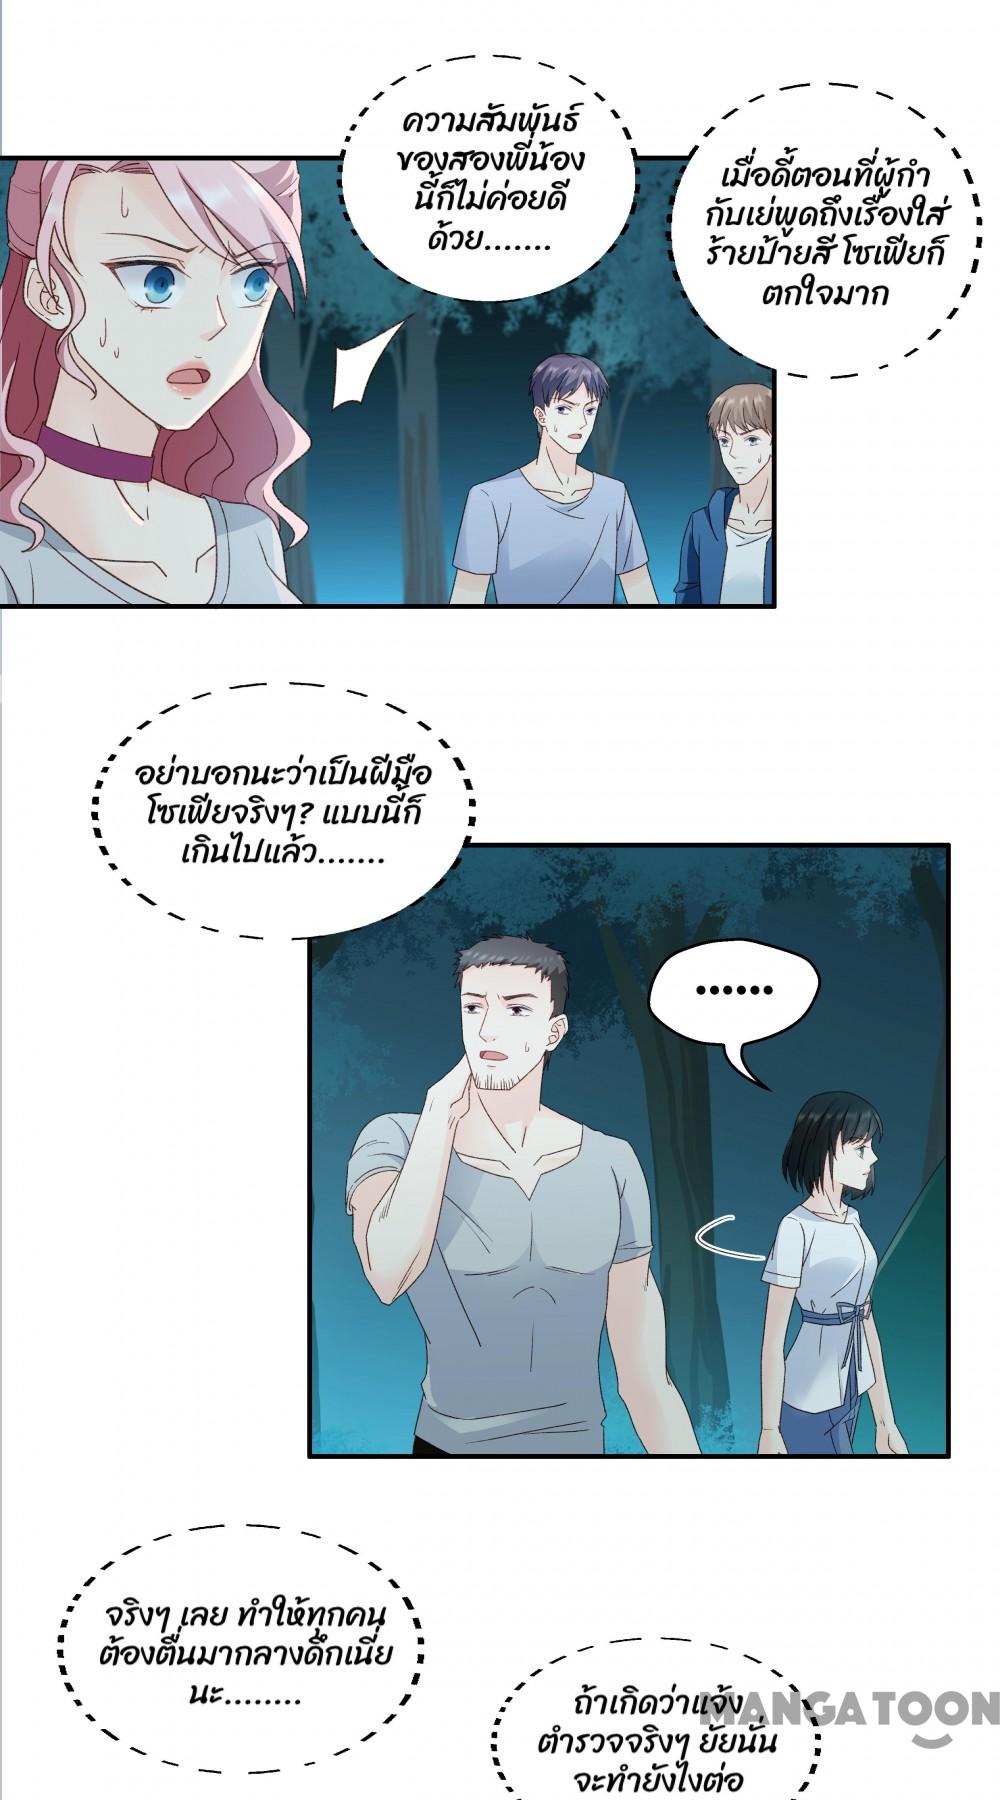 ความสัมพันธ์
ของสองพี่น้อง
นี้ก็ไม่ค่อยดี
ด้วย.......
เมื่อดี้ตอนที่ผู้กำ
กับเย่พูดถึงเรื่องใส่
ร้ายป้ายสี โซเฟียก็
ตกใจมาก
อย่าบอกนะว่าเป็นฝีมือ
โซเฟียจริงๆ? แบบนี้ก็
เกินไปแล้ว.......
......
จริงๆ เลย ทำให้ทุกคน
ต้องตื่นมากลางดึกเนี่ย
นะ........
ถ้าเกิดว่าแจ้ง
ตำรวจจริงๆ ยัยนั่น
จะทำยังไงต่อ
MANGATOON